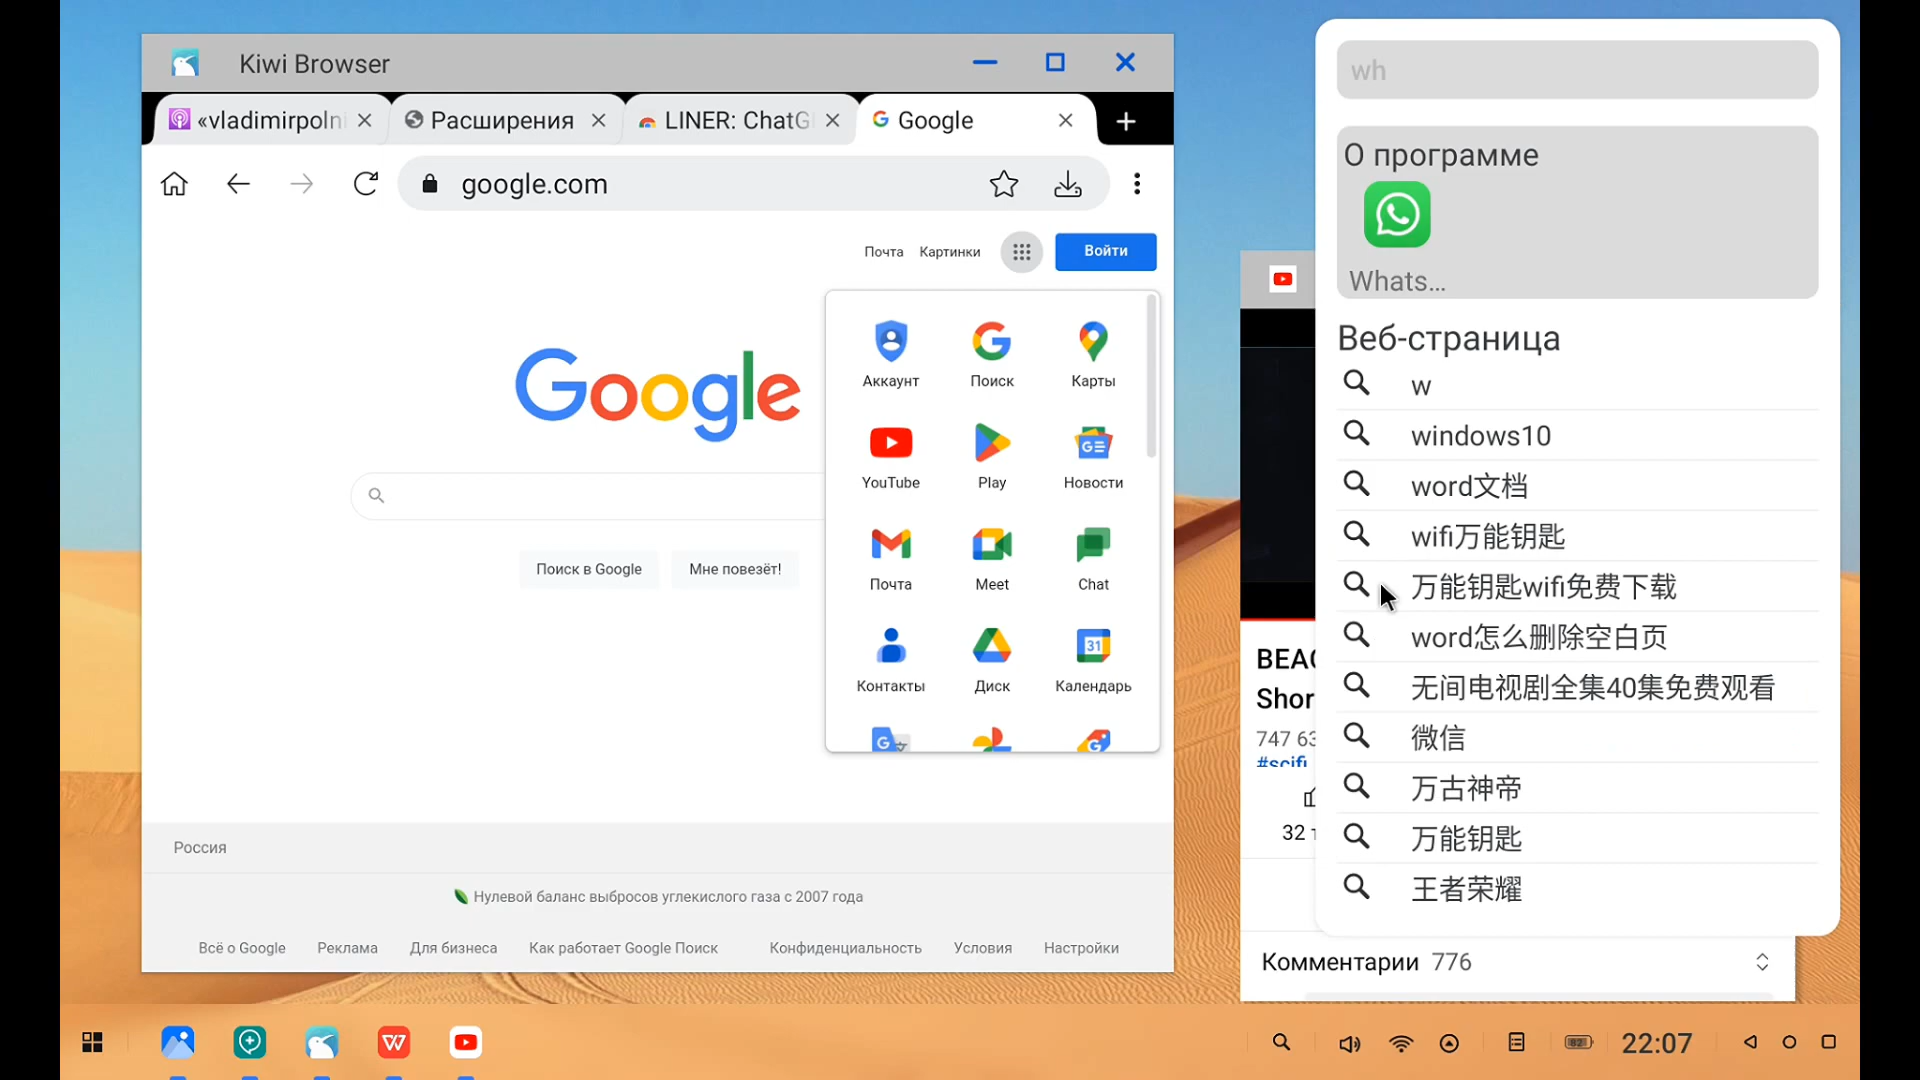 Kiwi Browser
«vladimirpolni
Расширения
LINER: ChatG
Google
google.com
Почта
Картинки
Войти
Google
Аккаунт
Поиск
Карты
YouTube
Play
Новости
Почта
Meet
Chat
Контакты
Диск
31
Календарь
Поиск в Google
Мне повезёт!
Россия
Нулевой баланс выбросов углекислого газа с 2007 года
Всё о Google
Реклама
Для бизнеса
Как работает Google Поиск
Конфиденциальность
Условия
Настройки
wh
О программе
Whats...
Веб-страница
w
windows10
word文档
wifi万能钥匙
万能钥匙wifi免费下载
word怎么删除空白页
无间电视剧全集40集免费观看
微信
万古神帝
万能钥匙
王者荣耀
BEAC
Shor
747 63
#scifi
32 т
Комментарии 776
82
22:07